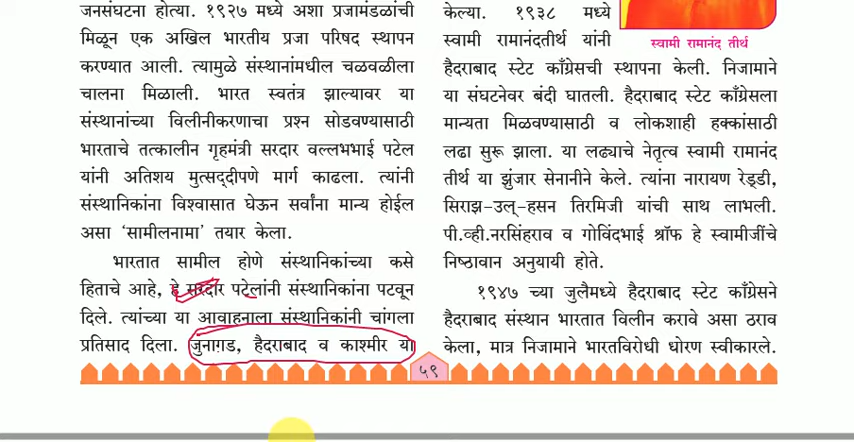 जनसंघटना होत्या. १९२७ मध्ये अशा प्रजामंडळांची
मिळून एक अखिल भारतीय प्रजा परिषद स्थापन
करण्यात आली. त्यामुळे संस्थानांमधील चळवळीला
चालना मिळाली. भारत स्वतंत्र झाल्यावर या
संस्थानांच्या विलीनीकरणाचा प्रश्न सोडवण्यासाठी
भारताचे तत्कालीन गृहमंत्री सरदार वल्लभभाई पटेल
यांनी अतिशय मुत्सद्दीपणे मार्ग काढला. त्यांनी
संस्थानिकांना विश्वासात घेऊन सर्वांना मान्य होईल
असा ‘सामीलनामा’ तयार केला.
भारतात सामील होणे संस्थानिकांच्या कसे
हिताचे आहे, हे सरदार पटेलांनी संस्थानिकांना पटवून
दिले. त्यांच्या या आवाहनाला संस्थानिकांनी चांगला
प्रतिसाद दिला. जुनागड, हैदराबाद व काश्मीर या
केल्या. १९३८ मध्ये
स्वामी रामानंदतीर्थ यांनी
स्वामी रामानंद तीर्थ
हैदराबाद स्टेट काँग्रेसची स्थापना केली. निजामाने
या संघटनेवर बंदी घातली. हैदराबाद स्टेट काँग्रेसला
मान्यता मिळवण्यासाठी व लोकशाही हक्कांसाठी
लढा सुरू झाला. या लढ्याचे नेतृत्व स्वामी रामानंद
तीर्थ या झुंजार सेनानीने केले. त्यांना नारायण रेड्डी,
सिराझ-उल्-हसन तिरमिजी यांची साथ लाभली.
पी.व्ही.नरसिंहराव व गोविंदभाई श्रॉफ हे स्वामीजींचे
निष्ठावान अनुयायी होते.
१९४७ च्या जुलैमध्ये हैदराबाद स्टेट काँग्रेसने
हैदराबाद संस्थान भारतात विलीन करावे असा ठराव
केला, मात्र निजामाने भारतविरोधी धोरण स्वीकारले.
५९